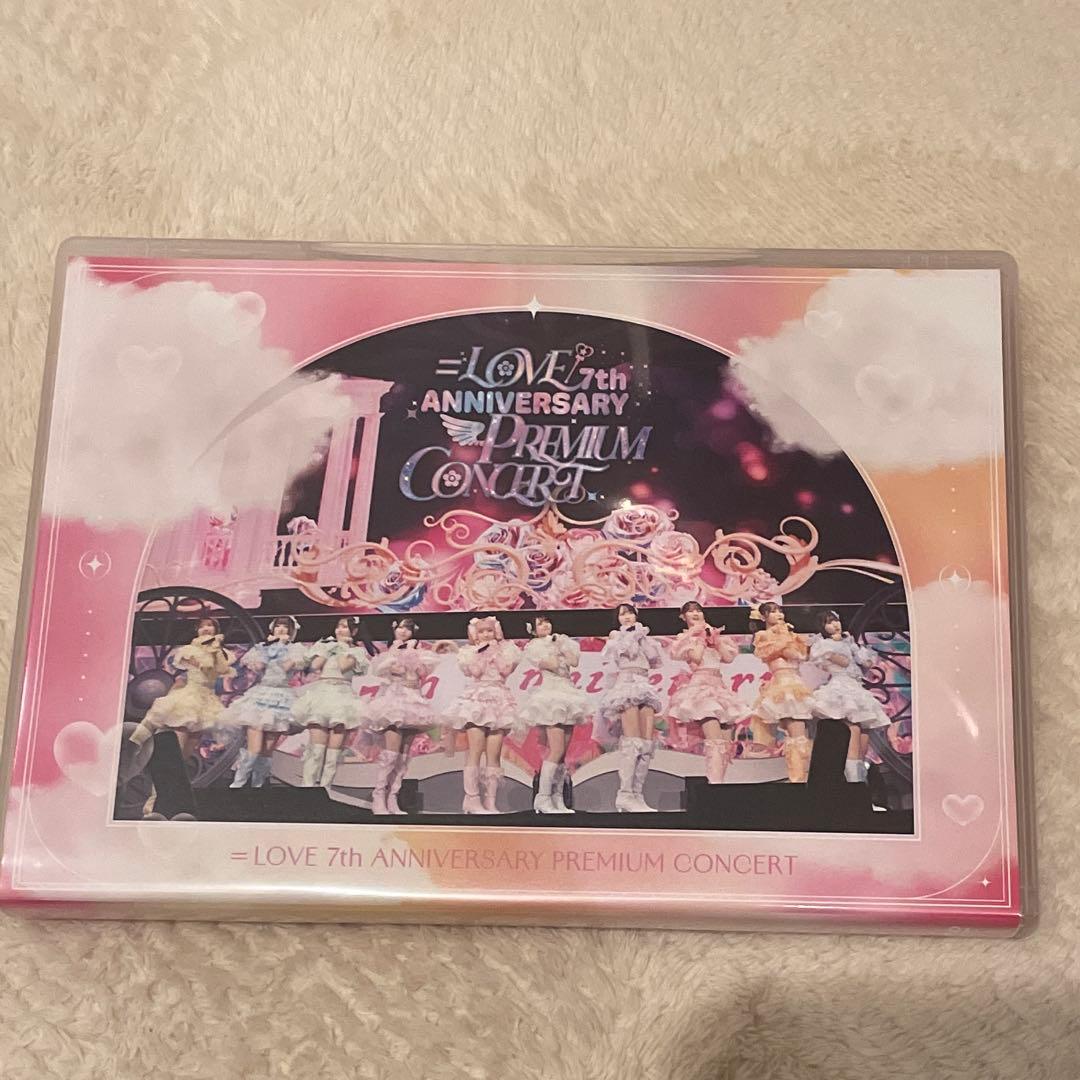 =LOVE 7th
ANNIVERSARY
PREMIUM
CONCERT
=LOVE 7th ANNIVERSARY PREMIUM CONCERT